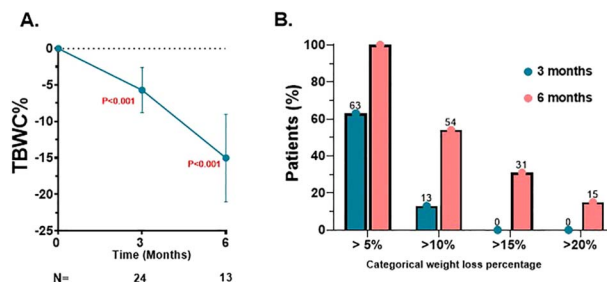 A.
TBWC%
0
-5
-10
-15
-20
-25
P<0.001
P<0.001
0 3 6
Time (Months)
N= 24 13
B.
Patients (%)
100
80
60
40
20
0
63
13
54
0
31
0
15
3 months
6 months
> 5% >10% >15% >20%
Categorical weight loss percentage